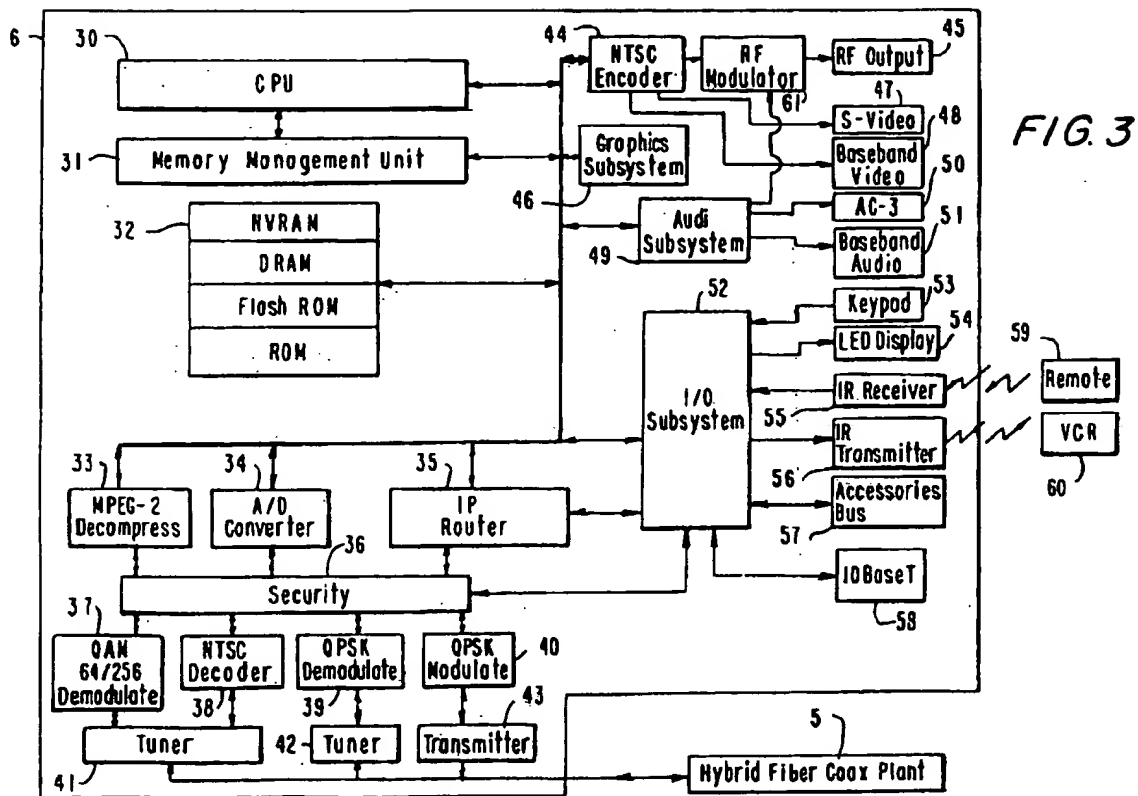 6
30
CPU
31
Memory Management Unit
32
NVRAM
DRAM
Flash ROM
ROM
44
NTSC
Encoder
RF
Modulator
61
RF Output
45
47
S-Video
48
Baseband
Video
50
AC-3
51
Baseband
Audio
FIG. 3
Graphics
Subsystem
46
Audi
Subsystem
49
52
I/O
Subsystem
53
Keypad
54
LED Display
IR Receiver
55
59
Remote
IR
Transmitter
56
VCR
60
Accessories
Bus
57
10BaseT
58
33
MPEG-2
Decompress
34
A/D
Converter
35
IP
Router
36
Security
37
QAM
64/256
Demodulate
NTSC
Decoder
38
QPSK
Demodulate
39
QPSK
Modulate
40
43
Tuner
41
42
Tuner
Transmitter
5
Hybrid Fiber Coax Plant